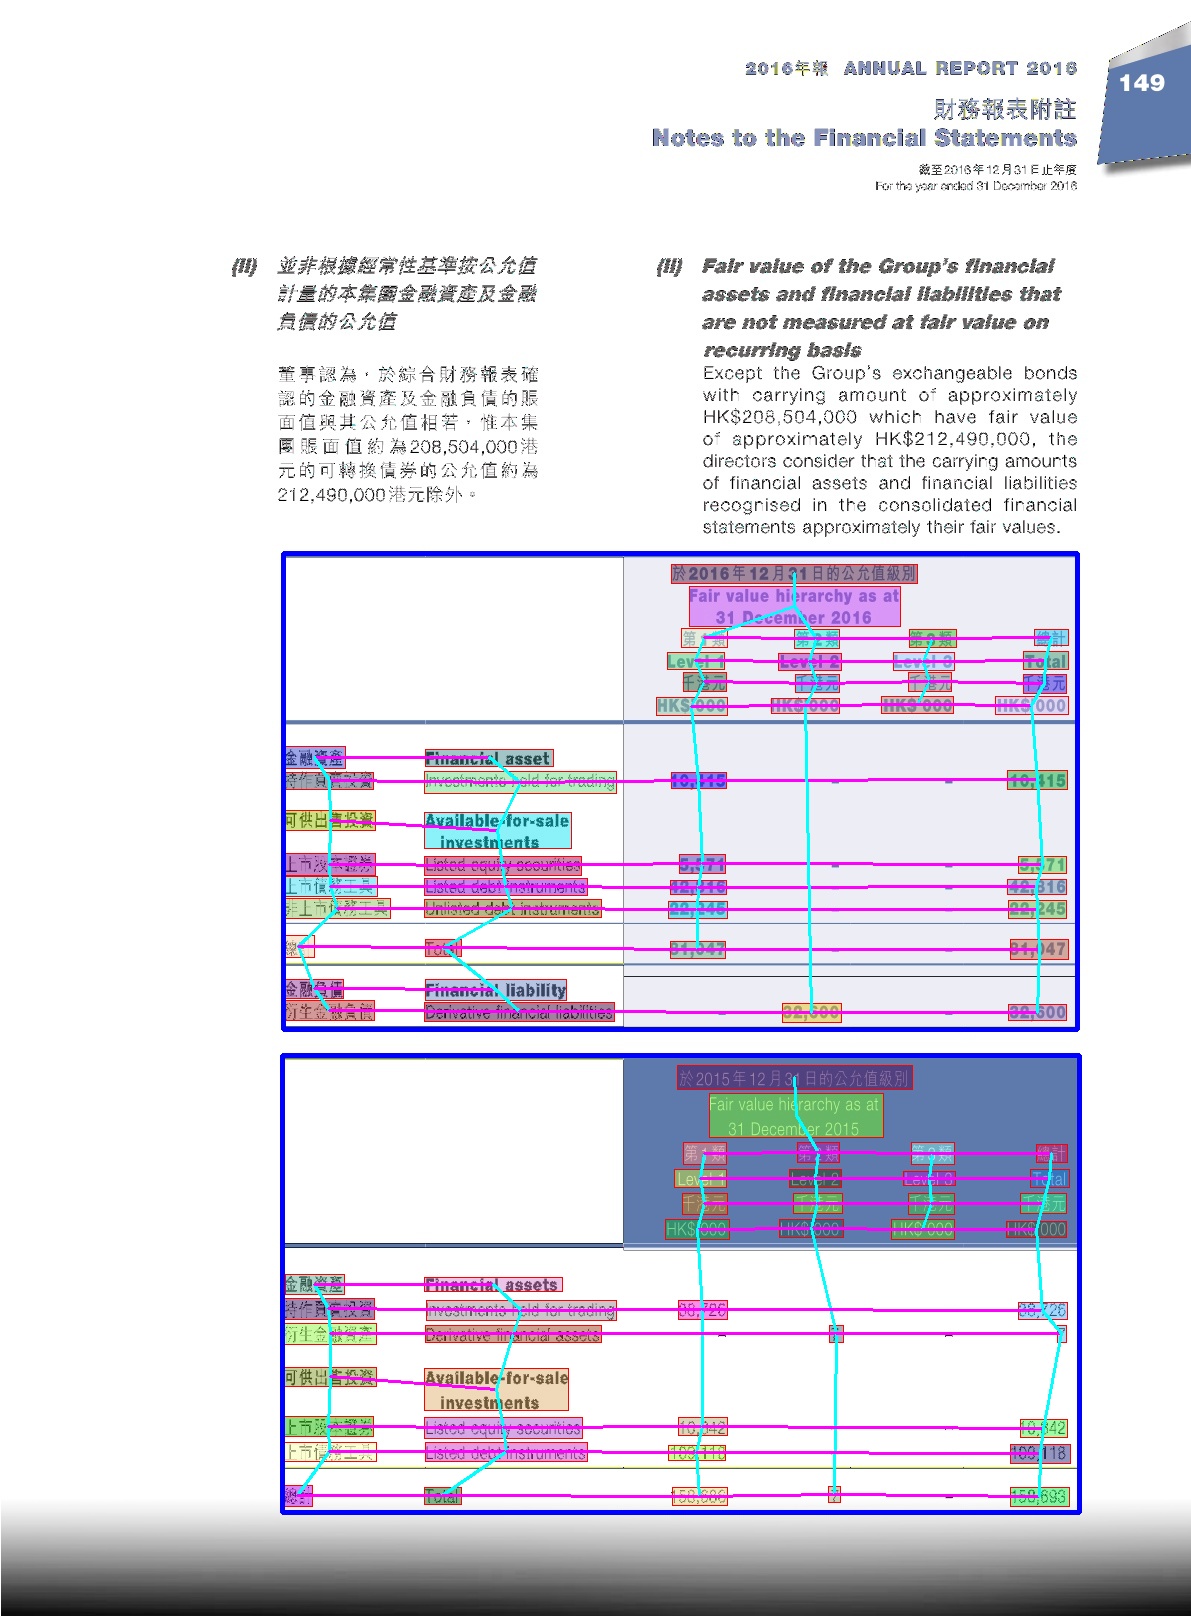 149
2016年報 ANNUAL REPORT 2016
財務報表附註
Notes to the Financial Statements
截至2016年12月31日止年度
For the year ended 31 December 2016
(II) 並非根據經常性基準按公允值
計量的本集團金融資產及金融
負債的公允值
董事認為，於綜合財務報表確
認的金融資產及金融負債的賬
面值與其公允值相若，惟本集
團賬面值約為208,504,000港
元的可轉換債券的公允值約為
212,490,000港元除外。
(II) Fair value of the Group's financial
assets and financial liabilities that
are not measured at fair value on
recurring basis
Except the Group's exchangeable bonds
with carrying amount of approximately
HK$208,504,000 which have fair value
of approximately HK$212,490,000, the
directors consider that the carrying amounts
of financial assets and financial liabilities
recognised in the consolidated financial
statements approximately their fair values.
於2016年12月31日的公允值級別
Fair value hierarchy as at
31 December 2016
第1類 第2類 第3類 總計
Level 1 Level 2 Level 3 Total
千港元 千港元 千港元 千港元
HK$'000 HK$'000 HK$'000 HK$'000
金融資產 Financial asset
持作買賣投資 Investments held for trading 10,415 – – 10,415
可供出售投資 Available-for-sale
investments
上市股本證券 Listed equity securities 5,571 – – 5,571
上市債務工具 Listed debt instruments 42,816 – – 42,816
非上市債務工具 Unlisted debt instruments 22,245 – – 22,245
總計 Total 81,047 – – 81,047
金融負債 Financial liability
衍生金融負債 Derivative financial liabilities – –
於2015年12月31日的公允值級別
Fair value hierarchy as at
31 December 2015
第1類 第2類 第3類 總計
Level 1 Level 2 Level 3 Total
千港元 千港元 千港元 千港元
HK$'000 HK$'000 HK$'000 HK$'000
金融資產 Financial assets
持作買賣投資 Investments held for trading 38,726 – – 38,726
衍生金融資產 Derivative financial assets – 7 – 7
可供出售投資 Available-for-sale
investments
上市股本證券 Listed equity securities 10,842 – – 10,842
上市債務工具 Listed debt instruments 109,118 – – 109,118
總計 Total 158,686 7 – 158,693